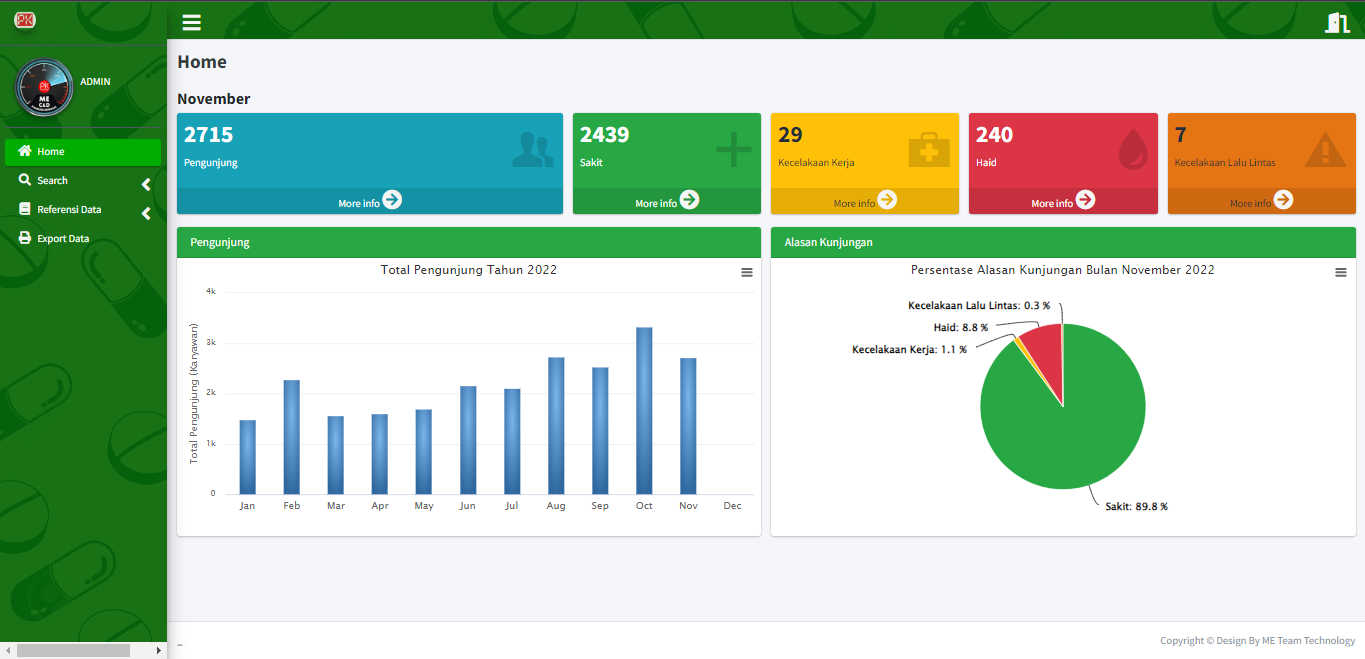 PK
ADMIN
Home
Search
Referensi Data
Export Data
Home
November
2715
Pengunjung
More info
2439
Sakit
More info
29
Kecelakaan Kerja
More info
240
Haid
More info
7
Kecelakaan Lalu Lintas
More info
Pengunjung
Total Pengunjung Tahun 2022
Total Pengunjung (Karyawan)
4k
3k
2k
1k
0
Jan Feb Mar Apr May Jun Jul Aug Sep Oct Nov Dec
Alasan Kunjungan
Persentase Alasan Kunjungan Bulan November 2022
Kecelakaan Lalu Lintas: 0.3 %
Haid: 8.8 %
Kecelakaan Kerja: 1.1 %
Sakit: 89.8 %
Copyright © Design By ME Team Technology